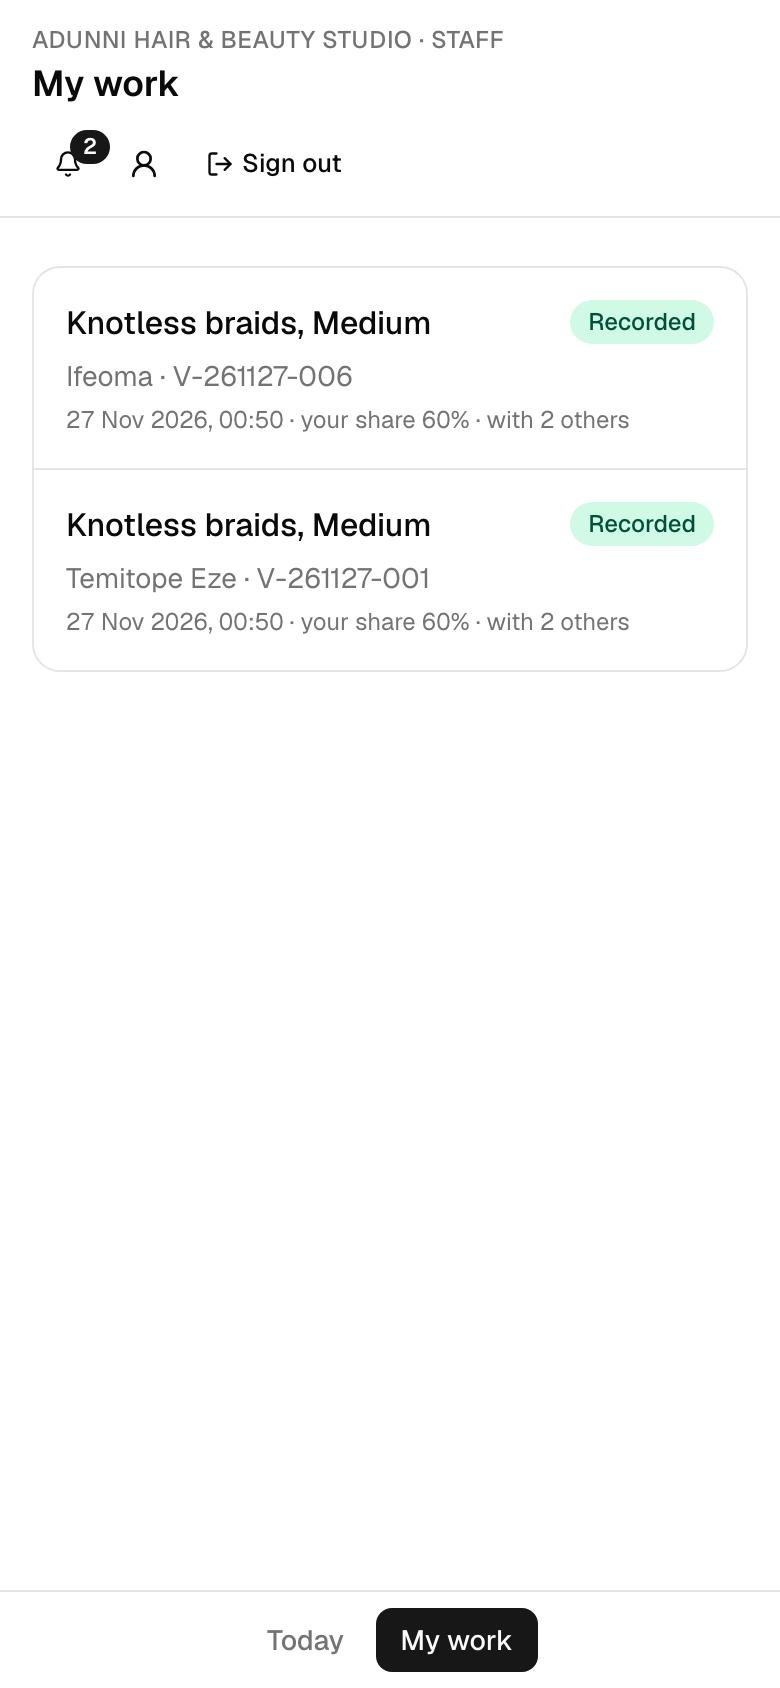 ADUNNI HAIR & BEAUTY STUDIO · STAFF
My work
2
Sign out
Knotless braids, Medium
Recorded
Ifeoma · V-261127-006
27 Nov 2026, 00:50 · your share 60% · with 2 others
Knotless braids, Medium
Recorded
Temitope Eze · V-261127-001
27 Nov 2026, 00:50 · your share 60% · with 2 others
Today
My work